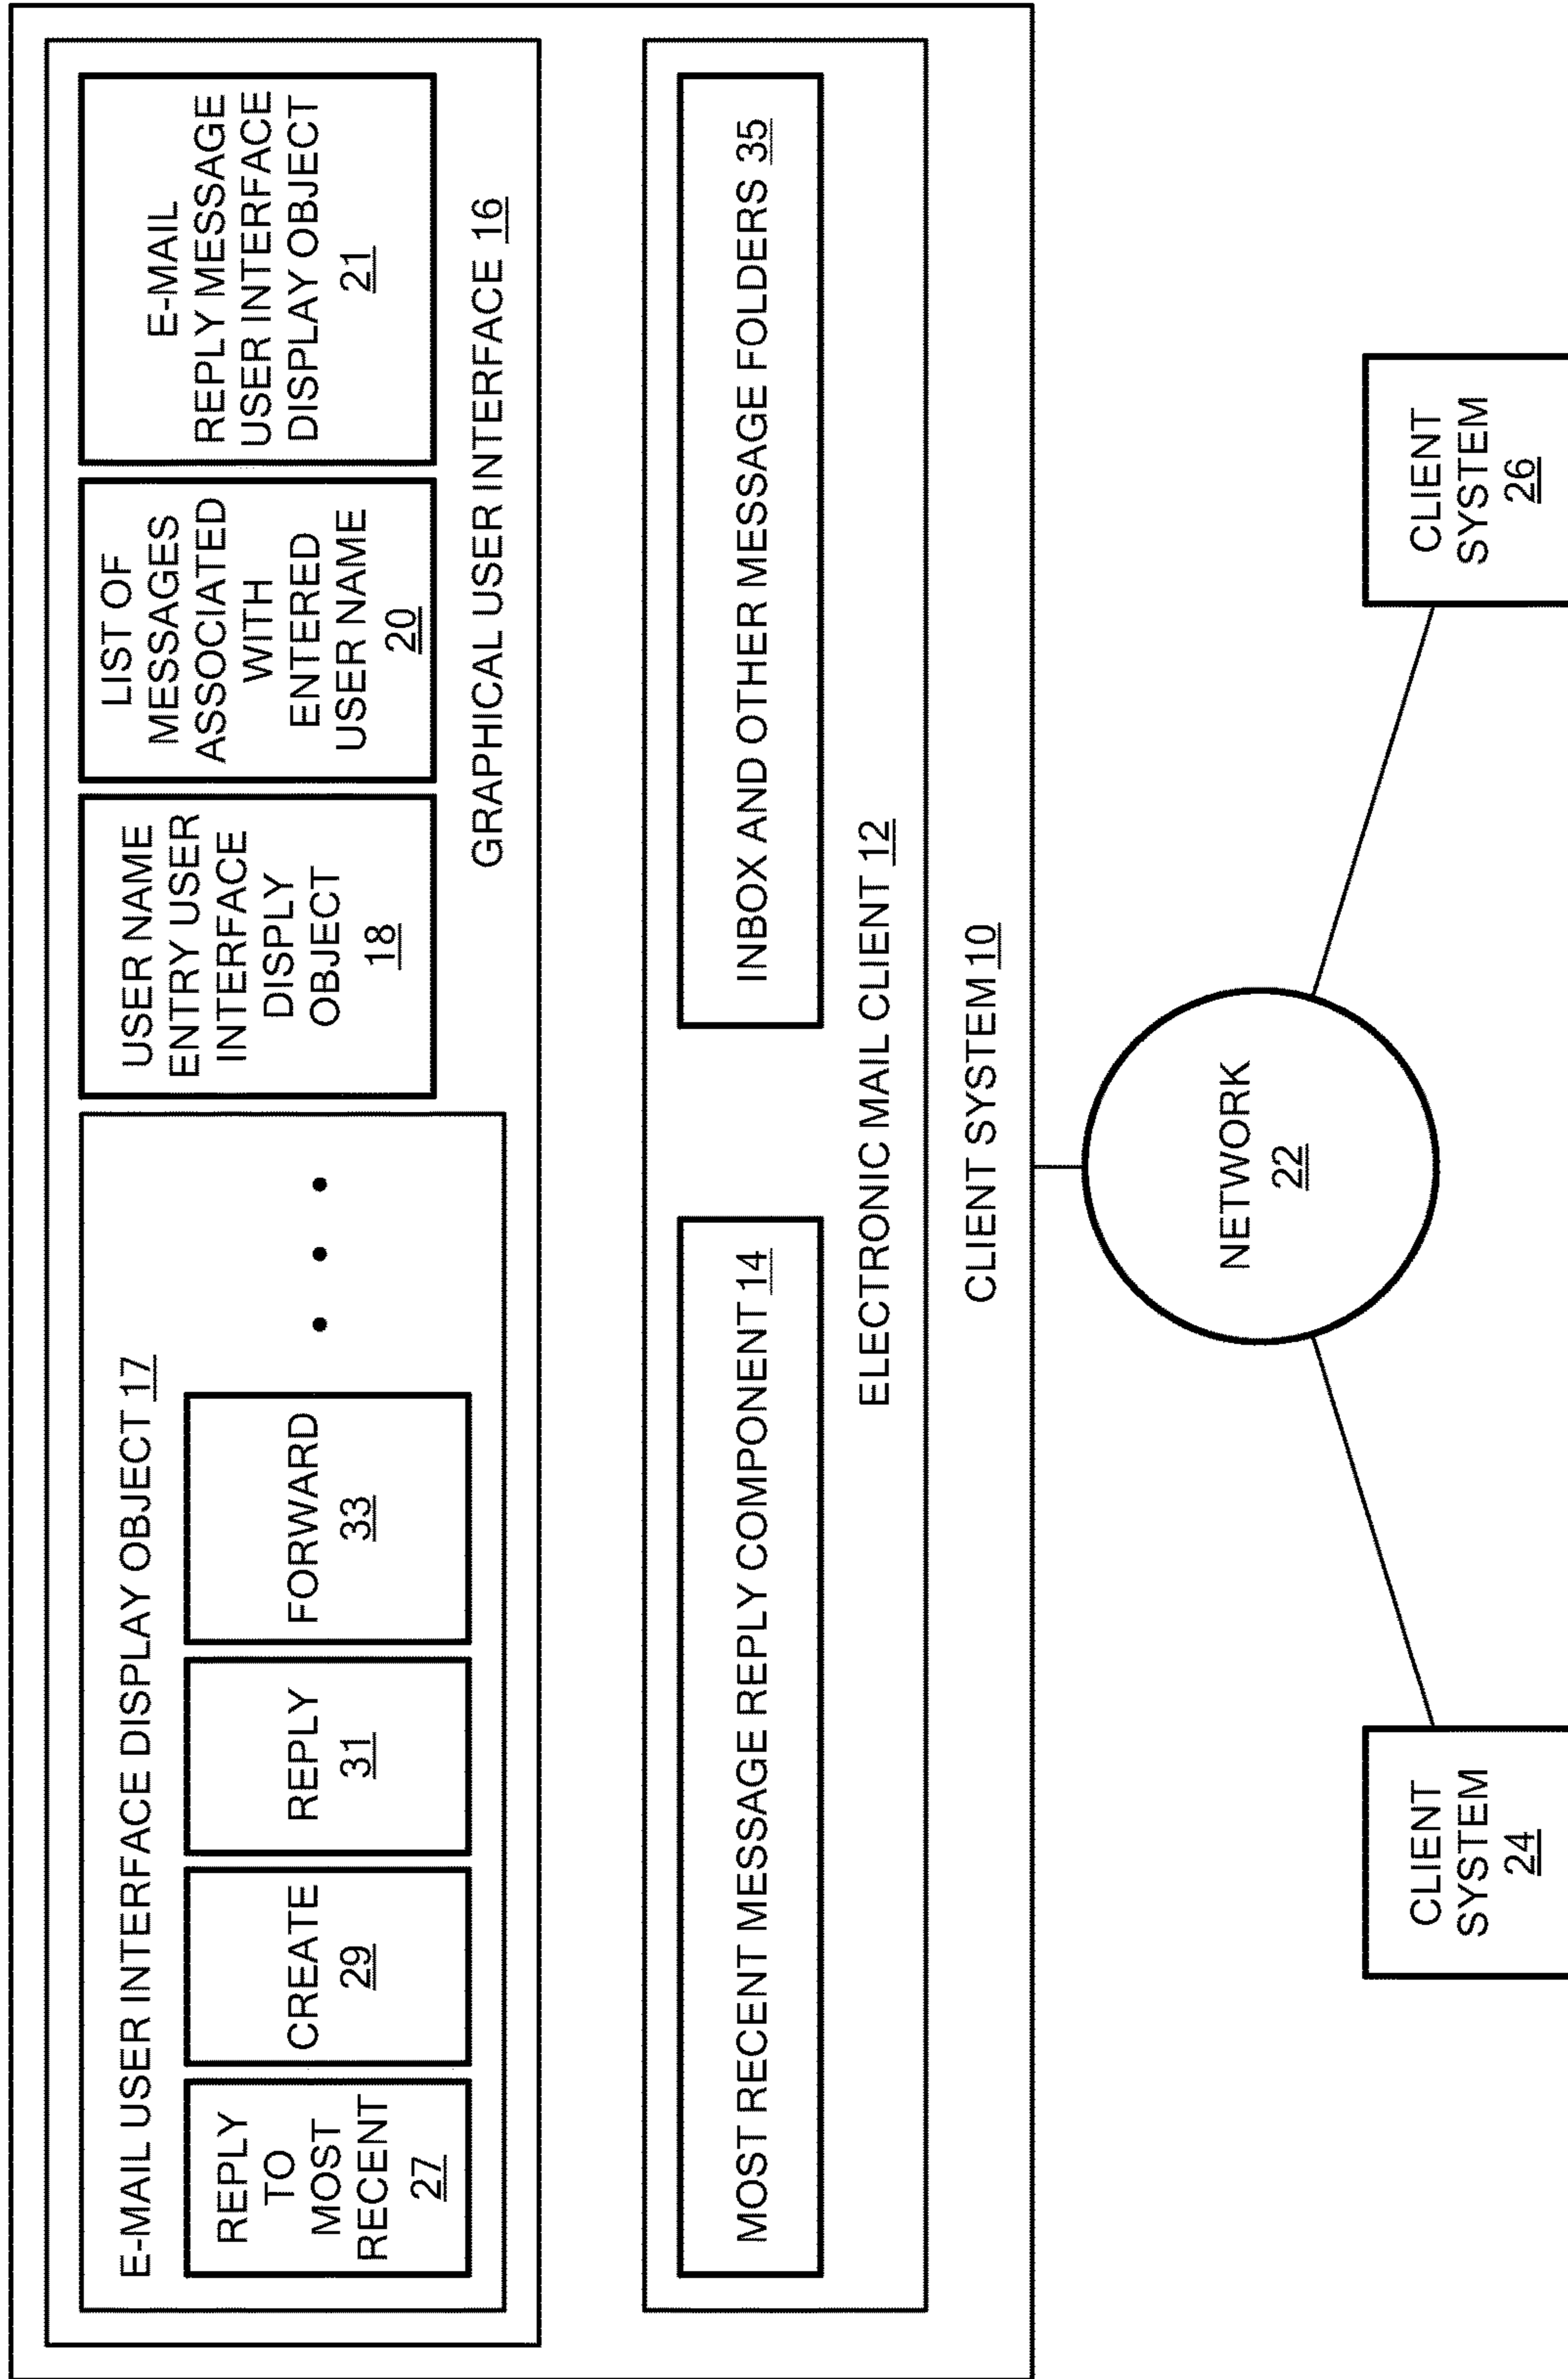 E-MAIL USER INTERFACE DISPLAY OBJECT 17
REPLY
TO
MOST
RECENT
27
CREATE
29
REPLY
31
FORWARD
33
• • •
USER NAME
ENTRY USER
INTERFACE
DISPLY
OBJECT
18
LIST OF
MESSAGES
ASSOCIATED
WITH
ENTERED
USER NAME
20
E-MAIL
REPLY MESSAGE
USER INTERFACE
DISPLAY OBJECT
21
GRAPHICAL USER INTERFACE 16
MOST RECENT MESSAGE REPLY COMPONENT 14
INBOX AND OTHER MESSAGE FOLDERS 35
ELECTRONIC MAIL CLIENT 12
CLIENT SYSTEM 10
NETWORK
22
CLIENT
SYSTEM
24
CLIENT
SYSTEM
26